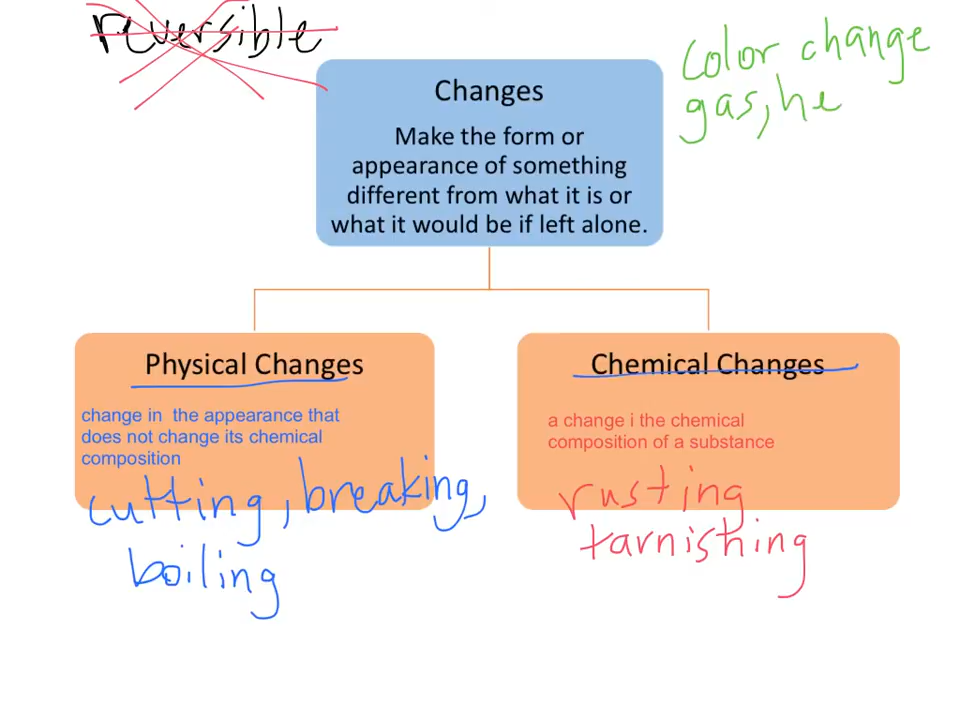 reversible
color change
gas, he
Changes
Make the form or
appearance of something
different from what it is or
what it would be if left alone.
Physical Changes
change in the appearance that
does not change its chemical
composition
cutting, breaking,
boiling
Chemical Changes
a change i the chemical
composition of a substance
rusting
tarnishing